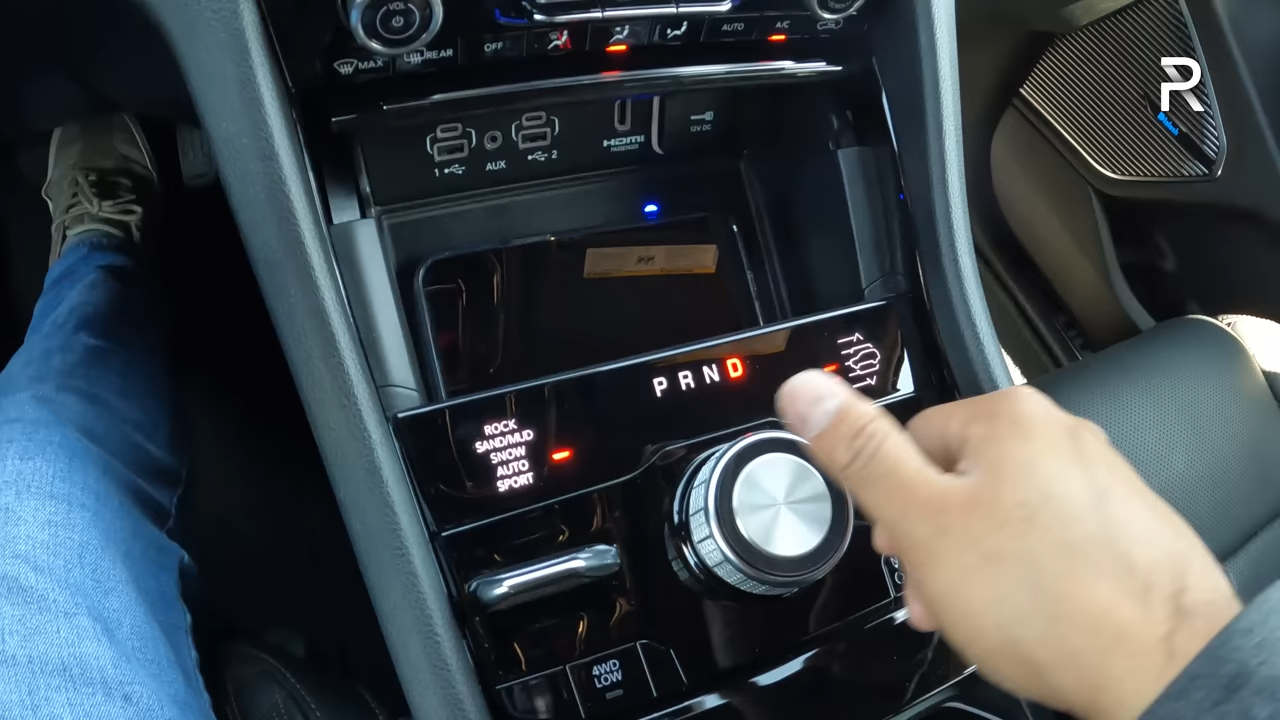 VOL
MAX
REAR
OFF
AUTO
A/C
1
AUX
2
HDMI
PASSENGER
12V DC
P R N D
ROCK
SAND/MUD
SNOW
AUTO
SPORT
4WD
LOW
R